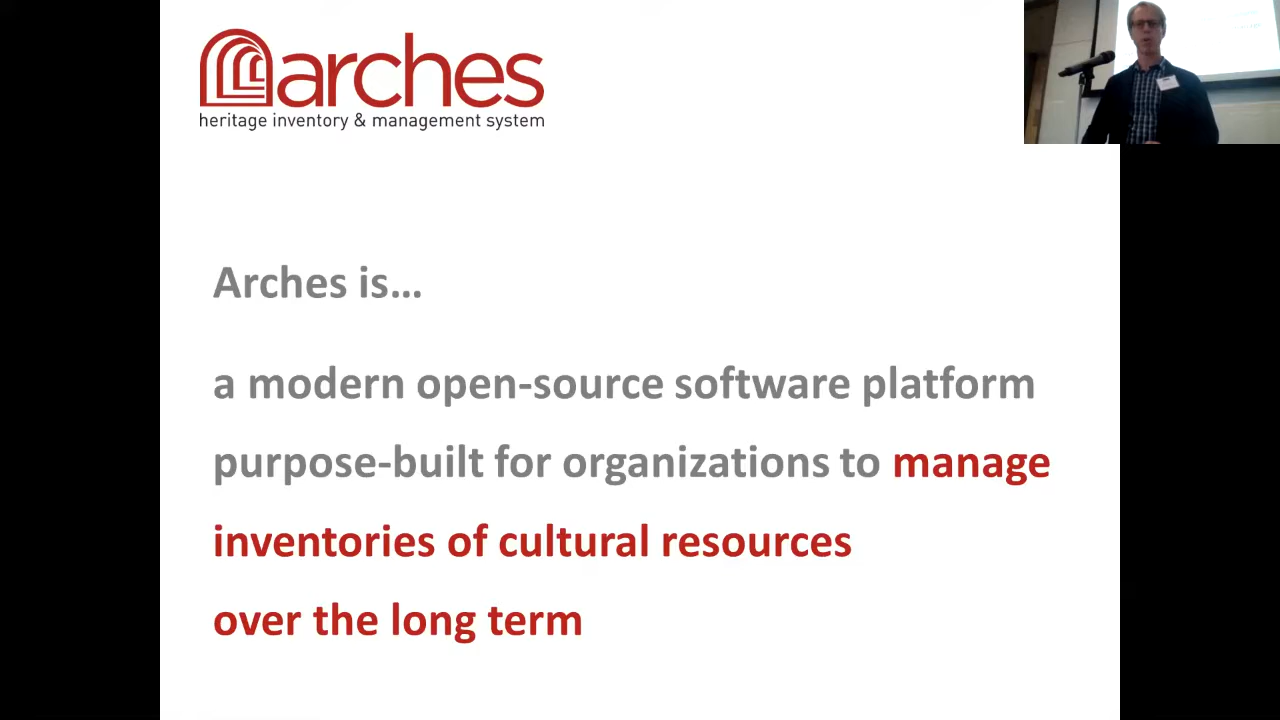 arches
heritage inventory & management system
Arches is…
a modern open-source software platform
purpose-built for organizations to manage
inventories of cultural resources
over the long term